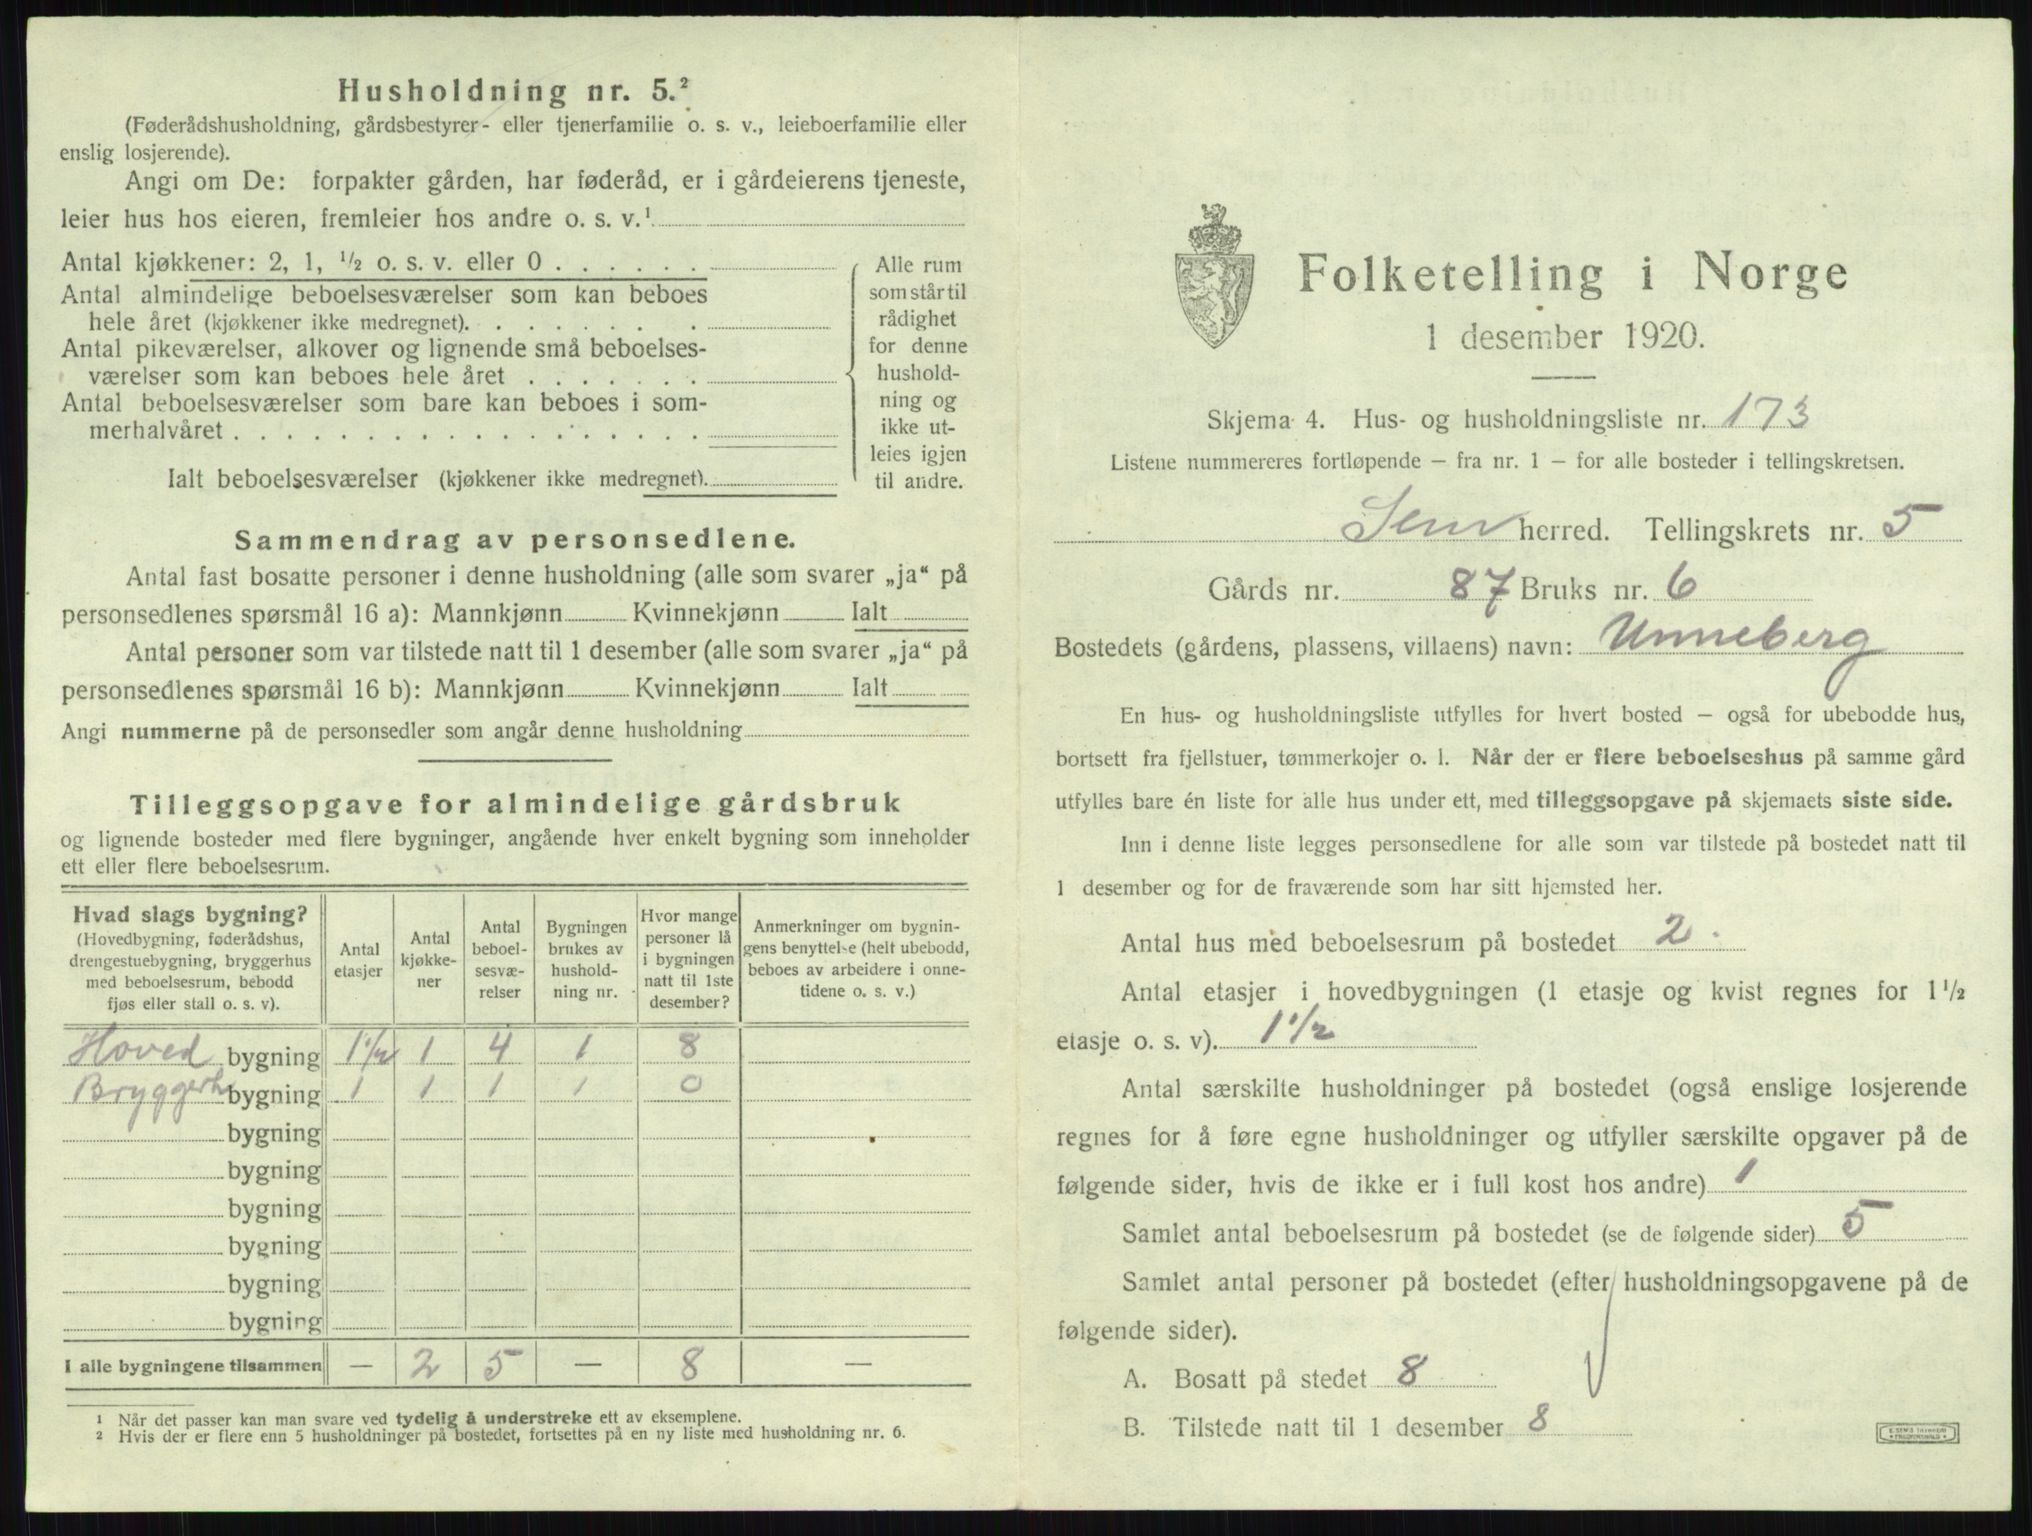 Husholdning nr. 5.²
(Føderådshusholdning, gårdsbestyrer- eller tjenerfamilie o. s. v., leieboerfamilie eller
enslig losjerende).
Angi om De: forpakter gården, har føderåd, er i gårdeierens tjeneste,
leier hus hos eieren, fremleier hos andre o. s. v.¹
Antal kjøkkener: 2, 1, ½ o. s. v. eller 0
Antal almindelige beboelsesværelser som kan beboes
hele året (kjøkkener ikke medregnet).
Antal pikeværelser, alkover og lignende små beboelses-
værelser som kan beboes hele året
Antal beboelsesværelser som bare kan beboes i som-
merhalvåret
Ialt beboelsesværelser (kjøkkener ikke medregnet).
Alle rum
som står til
rådighet
for denne
hushold-
ning og
ikke ut-
leies igjen
til andre.
Sammendrag av personsedlene.
Antal fast bosatte personer i denne husholdning (alle som svarer „ja“ på
personsedlenes spørsmål 16 a): Mannkjønn Kvinnekjønn Ialt
Antal personer som var tilstede natt til 1 desember (alle som svarer „ja“ på
personsedlenes spørsmål 16 b): Mannkjønn Kvinnekjønn Ialt
Angi nummerne på de personsedler som angår denne husholdning
Tilleggsopgave for almindelige gårdsbruk
og lignende bosteder med flere bygninger, angående hver enkelt bygning som inneholder
ett eller flere beboelsesrum.
Hvad slags bygning?
(Hovedbygning, føderådshus,
drengestuebygning, bryggerhus
med beboelsesrum, bebodd
fjøs eller stall o. s. v).
Antal
etasjer
Antal
kjøkke-
ner
Antal
beboel-
sesvæ-
relser
Bygningen
brukes av
hushold-
ning nr.
Hvor mange
personer lå
i bygningen
natt til 1ste
desember?
Anmerkninger om bygnin-
gens benyttelse (helt ubebodd,
beboes av arbeidere i onne-
tidene o. s. v.)
Hoved bygning 1½ 1 4 1 8
Bryggerh bygning 1 1 1 1 0
bygning
bygning
bygning
bygning
bygning
bygning
I alle bygningene tilsammen — 2 5 — 8 —
¹ Når det passer kan man svare ved tydelig å understreke ett av eksemplene.
² Hvis der er flere enn 5 husholdninger på bostedet, fortsettes på en ny liste med husholdning nr. 6.
Folketelling i Norge
1 desember 1920.
Skjema 4. Hus- og husholdningsliste nr. 173
Listene nummereres fortløpende – fra nr. 1 – for alle bosteder i tellingskretsen.
Sem herred. Tellingskrets nr. 5
Gårds nr. 87 Bruks nr. 6
Bostedets (gårdens, plassens, villaens) navn: Unneberg
En hus- og husholdningsliste utfylles for hvert bosted – også for ubebodde hus,
bortsett fra fjellstuer, tømmerkojer o. l. Når der er flere beboelseshus på samme gård
utfylles bare én liste for alle hus under ett, med tilleggsopgave på skjemaets siste side.
Inn i denne liste legges personsedlene for alle som var tilstede på bostedet natt til
1 desember og for de fraværende som har sitt hjemsted her.
Antal hus med beboelsesrum på bostedet 2
Antal etasjer i hovedbygningen (1 etasje og kvist regnes for 1½
etasje o. s. v). 1½
Antal særskilte husholdninger på bostedet (også enslige losjerende
regnes for å føre egne husholdninger og utfyller særskilte opgaver på de
følgende sider, hvis de ikke er i full kost hos andre) 1
Samlet antal beboelsesrum på bostedet (se de følgende sider) 5
Samlet antal personer på bostedet (efter husholdningsopgavene på de
følgende sider).
A. Bosatt på stedet 8
B. Tilstede natt til 1 desember 8